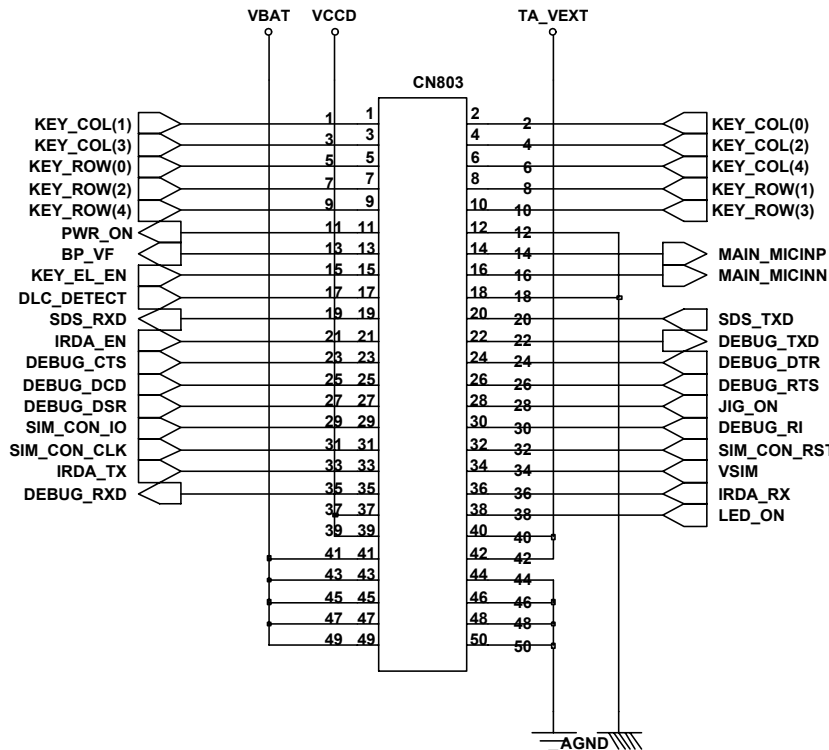 VBAT VCCD TA_VEXT
CN803
KEY_COL(1) 1 1 2 2 KEY_COL(0)
KEY_COL(3) 3 3 4 4 KEY_COL(2)
KEY_ROW(0) 5 5 6 6 KEY_COL(4)
KEY_ROW(2) 7 7 8 8 KEY_ROW(1)
KEY_ROW(4) 9 9 10 10 KEY_ROW(3)
PWR_ON 11 11 12 12
BP_VF 13 13 14 14 MAIN_MICINP
KEY_EL_EN 15 15 16 16 MAIN_MICINN
DLC_DETECT 17 17 18 18
SDS_RXD 19 19 20 20 SDS_TXD
IRDA_EN 21 21 22 22 DEBUG_TXD
DEBUG_CTS 23 23 24 24 DEBUG_DTR
DEBUG_DCD 25 25 26 26 DEBUG_RTS
DEBUG_DSR 27 27 28 28 JIG_ON
SIM_CON_IO 29 29 30 30 DEBUG_RI
SIM_CON_CLK 31 31 32 32 SIM_CON_RST
IRDA_TX 33 33 34 34 VSIM
DEBUG_RXD 35 35 36 36 IRDA_RX
37 37 38 38 LED_ON
39 39 40 40
41 41 42 42
43 43 44 44
45 45 46 46
47 47 48 48
49 49 50 50
AGND